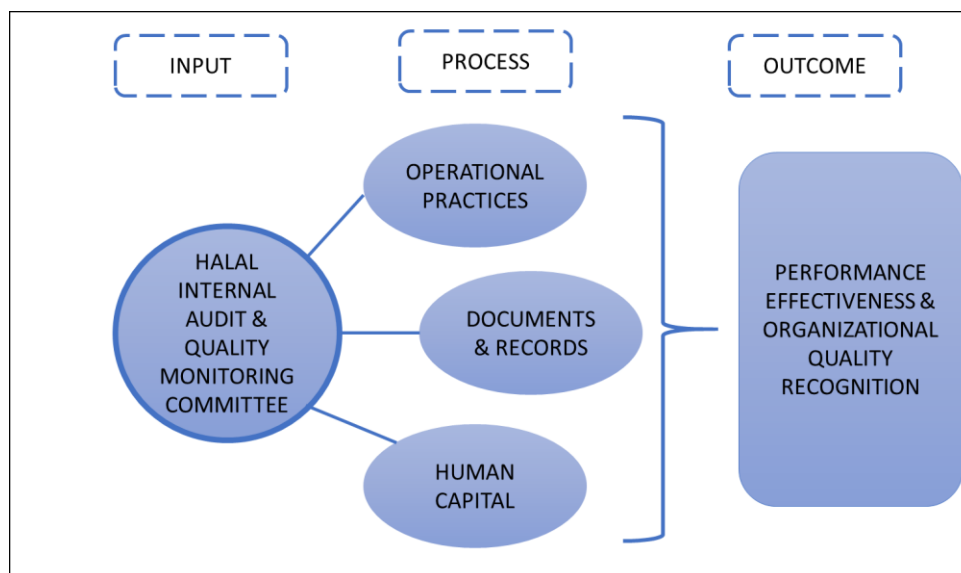 INPUT
PROCESS
OUTCOME
HALAL
INTERNAL
AUDIT &
QUALITY
MONITORING
COMMITTEE
OPERATIONAL
PRACTICES
DOCUMENTS
& RECORDS
HUMAN
CAPITAL
PERFORMANCE
EFFECTIVENESS &
ORGANIZATIONAL
QUALITY
RECOGNITION